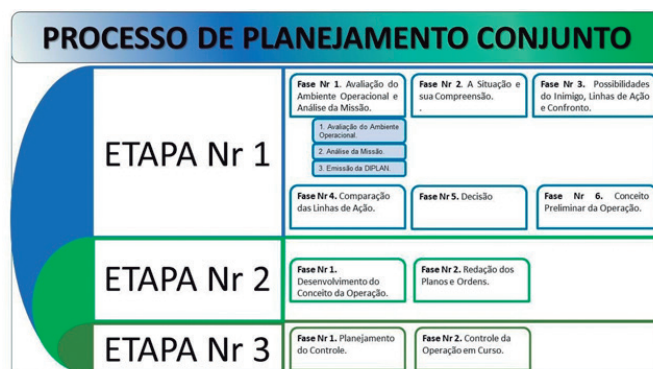 PROCESSO DE PLANEJAMENTO CONJUNTO
ETAPA Nr 1
Fase Nr 1. Avaliação do
Ambiente Operacional e
Análise da Missão.
1. Avaliação do Ambiente
Operacional.
2. Análise da Missão.
3. Emissão da DIPLAN.
Fase Nr 2. A Situação e
sua Compreensão.
.
Fase Nr 3. Possibilidades
do Inimigo, Linhas de Ação
e Confronto.
Fase Nr 4. Comparação
das Linhas de Ação.
Fase Nr 5. Decisão
Fase Nr 6. Conceito
Preliminar da Operação.
ETAPA Nr 2
Fase Nr 1.
Desenvolvimento do
Conceito da Operação.
Fase Nr 2. Redação dos
Planos e Ordens.
ETAPA Nr 3
Fase Nr 1. Planejamento
do Controle.
Fase Nr 2. Controle da
Operação em Curso.